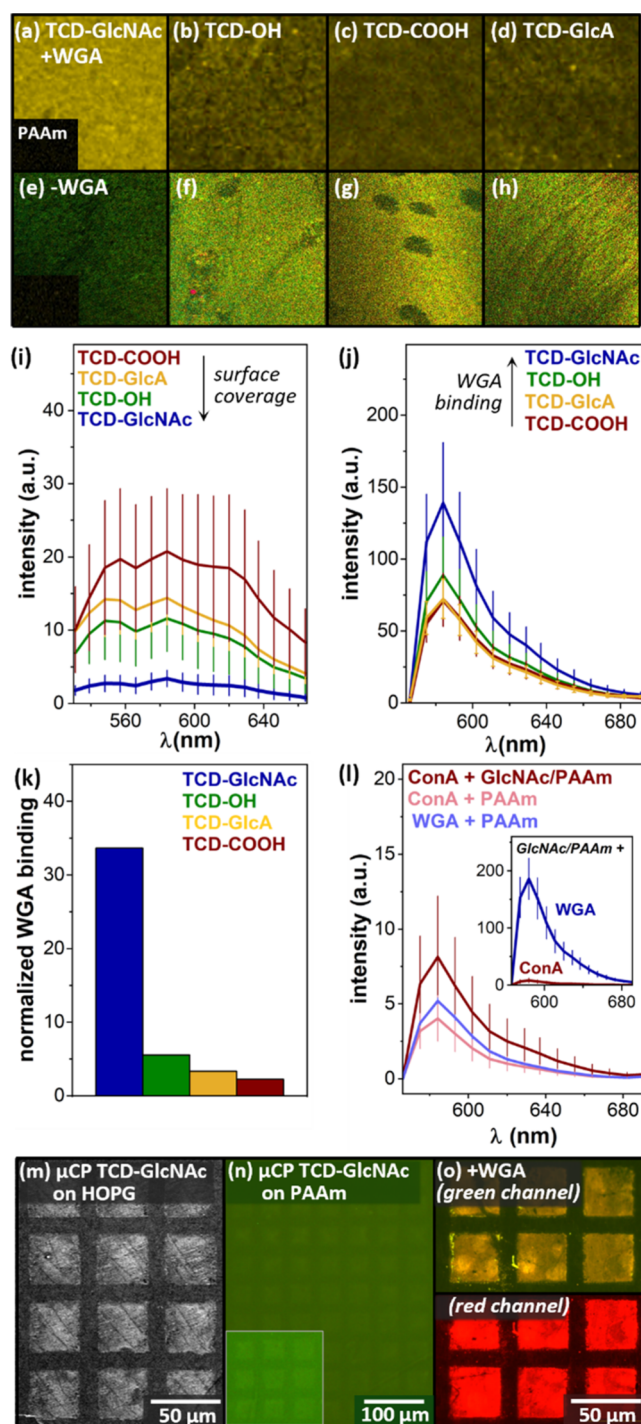 (a) TCD-GlcNAc
+WGA
PAAm
(b) TCD-OH
(c) TCD-COOH
(d) TCD-GlcA
(e) -WGA
(f)
(g)
(h)
(i)
TCD-COOH
TCD-GlcA
TCD-OH
TCD-GlcNAc
surface
coverage
intensity (a.u.)
40
30
20
10
0
560
600
640
λ(nm)
(j)
WGA
binding
TCD-GlcNAc
TCD-OH
TCD-GlcA
TCD-COOH
intensity (a.u.)
250
200
150
100
50
0
600
640
680
λ(nm)
(k)
TCD-GlcNAc
TCD-OH
TCD-GlcA
TCD-COOH
normalized WGA binding
40
30
20
10
0
(l)
ConA + GlcNAc/PAAm
ConA + PAAm
WGA + PAAm
intensity (a.u.)
20
15
10
5
0
600
640
680
λ (nm)
GlcNAc/PAAm +
WGA
ConA
200
100
0
600
690
(m) μCP TCD-GlcNAc
on HOPG
50 μm
(n) μCP TCD-GlcNAc
on PAAm
100 μm
(o) +WGA
(green channel)
(red channel)
50 μm